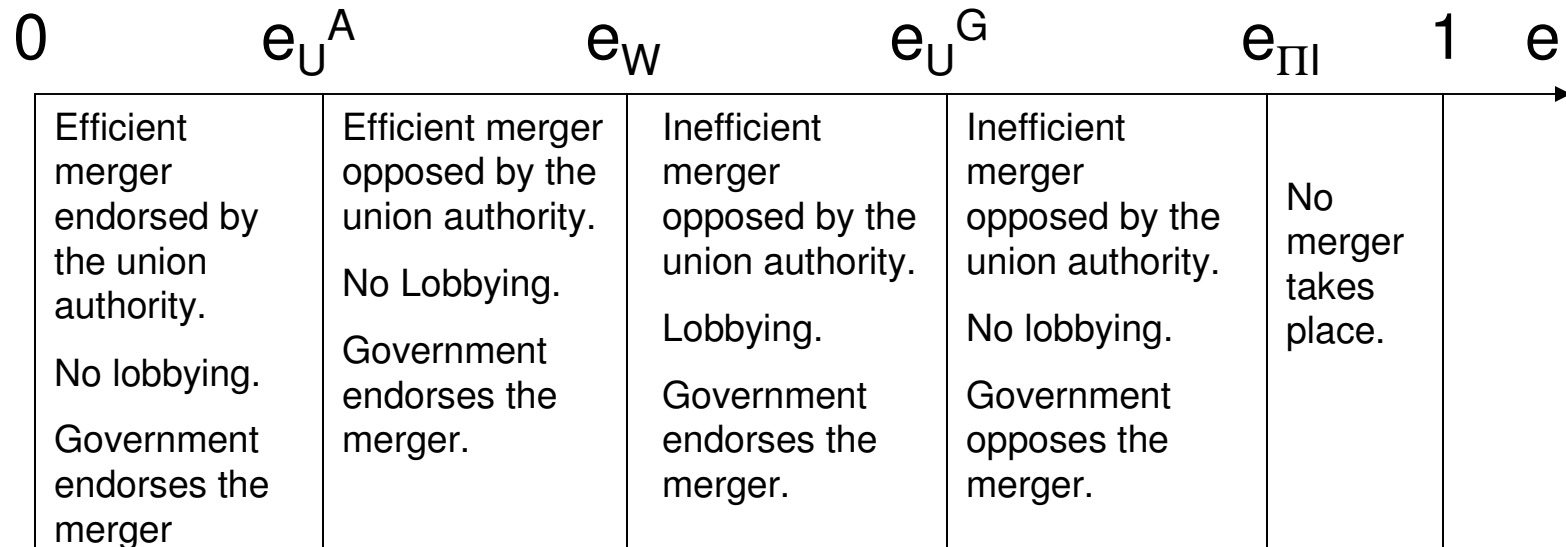 0 e_U^A e_W e_U^G e_ΠI 1 e
Efficient
merger
endorsed by
the union
authority.
No lobbying.
Government
endorses the
merger
Efficient merger
opposed by the
union authority.
No Lobbying.
Government
endorses the
merger.
Inefficient
merger
opposed by the
union authority.
Lobbying.
Government
endorses the
merger.
Inefficient
merger
opposed by the
union authority.
No lobbying.
Government
opposes the
merger.
No
merger
takes
place.